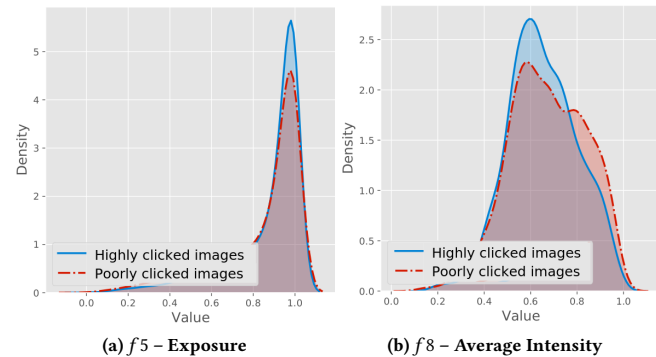 5
4
3
2
1
0
Density
Highly clicked images
Poorly clicked images
0.0 0.2 0.4 0.6 0.8 1.0
Value
(a) f5 – Exposure
2.5
2.0
1.5
1.0
0.5
0.0
Density
Highly clicked images
Poorly clicked images
0.0 0.2 0.4 0.6 0.8 1.0
Value
(b) f8 – Average Intensity